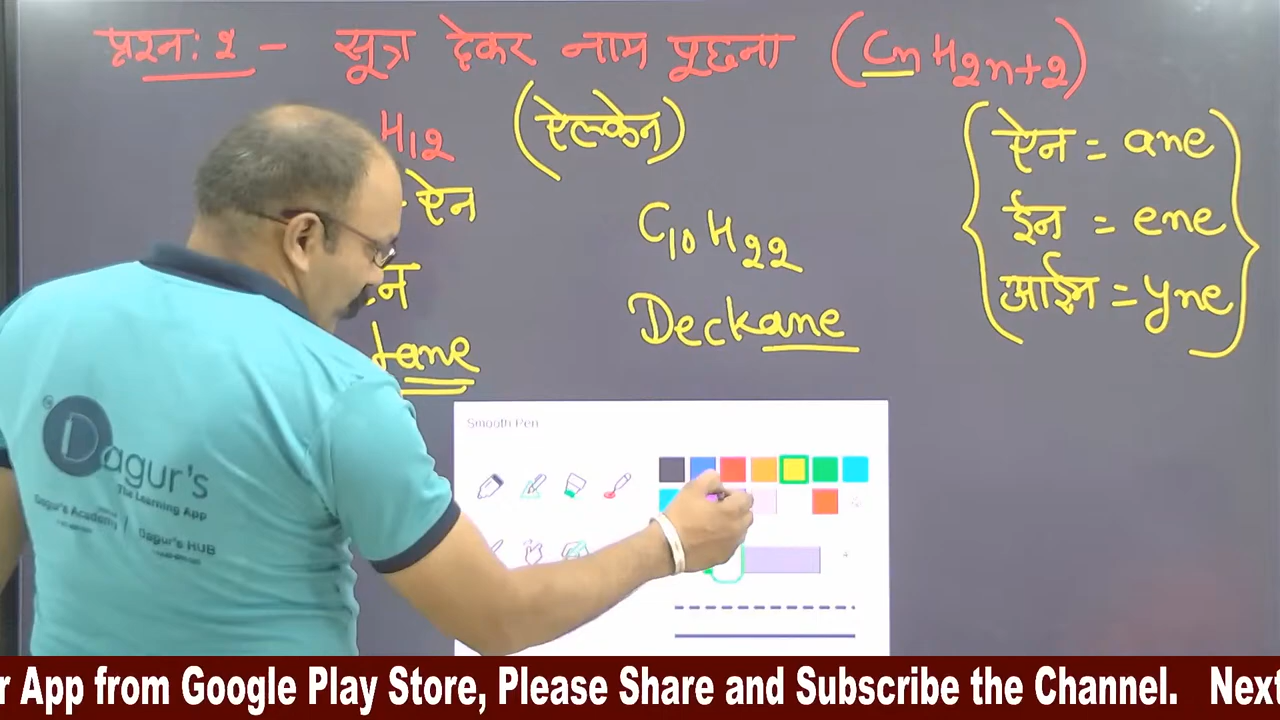 प्रश्न: २ - सूत्र देकर नाम पूछना (CnH2n+2)
H12
(ऐल्केन)
- ऐन
न
ane
C10H22
Deckane
ऐन = ane
ईन = ene
आईन = yne
Smooth Pen
Dagur's
The Learning App
Dagur's Academy
Dagur's HUB
r App from Google Play Store, Please Share and Subscribe the Channel. Next